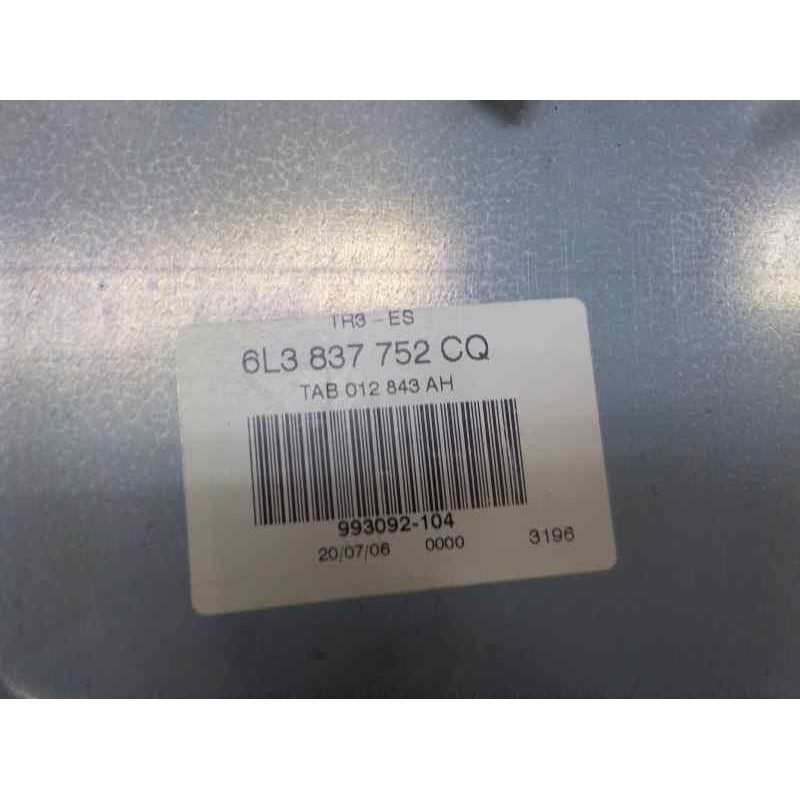 TR3 - ES
6L3 837 752 CQ
TAB 012 843 AH
993092-104
20/07/06 0000 3196